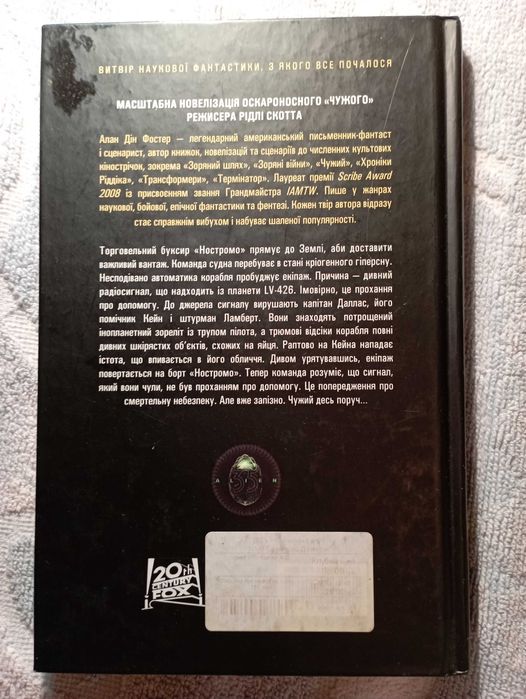 ВИТВІР НАУКОВОЇ ФАНТАСТИКИ, З ЯКОГО ВСЕ ПОЧАЛОСЯ
МАСШТАБНА НОВЕЛІЗАЦІЯ ОСКАРОНОСНОГО «ЧУЖОГО»
РЕЖИСЕРА РІДЛІ СКОТТА
Алан Дін Фостер — легендарний американський письменник-фантаст
і сценарист, автор книжок, новелізацій та сценаріїв до численних культових
кінострічок, зокрема «Зоряний шлях», «Зоряні війни», «Чужий», «Хроніки
Ріддіка», «Трансформери», «Термінатор». Лауреат премії Scribe Award
2008 із присвоєнням звання Грандмайстра IAMTW. Пише у жанрах
наукової, бойової, епічної фантастики та фентезі. Кожен твір автора відразу
стає справжнім вибухом і набуває шаленої популярності.
Торговельний буксир «Ностромо» прямує до Землі, аби доставити
важливий вантаж. Команда судна перебуває в стані кріогенного гіперсну.
Несподівано автоматика корабля пробуджує екіпаж. Причина — дивний
радіосигнал, що надходить із планети LV-426. Імовірно, це прохання
про допомогу. До джерела сигналу вирушають капітан Даллас, його
помічник Кейн і штурман Ламберт. Вони знаходять потрощений
інопланетний зореліт із трупом пілота, а трюмові відсіки корабля повні
дивних шкірястих об’єктів, схожих на яйця. Раптово на Кейна нападає
істота, що впивається в його обличчя. Дивом урятувавшись, екіпаж
повертається на борт «Ностромо». Тепер команда розуміє, що сигнал,
який вони чули, не був проханням про допомогу. Це попередження про
смертельну небезпеку. Але вже запізно. Чужий десь поруч...
20th
CENTURY
FOX